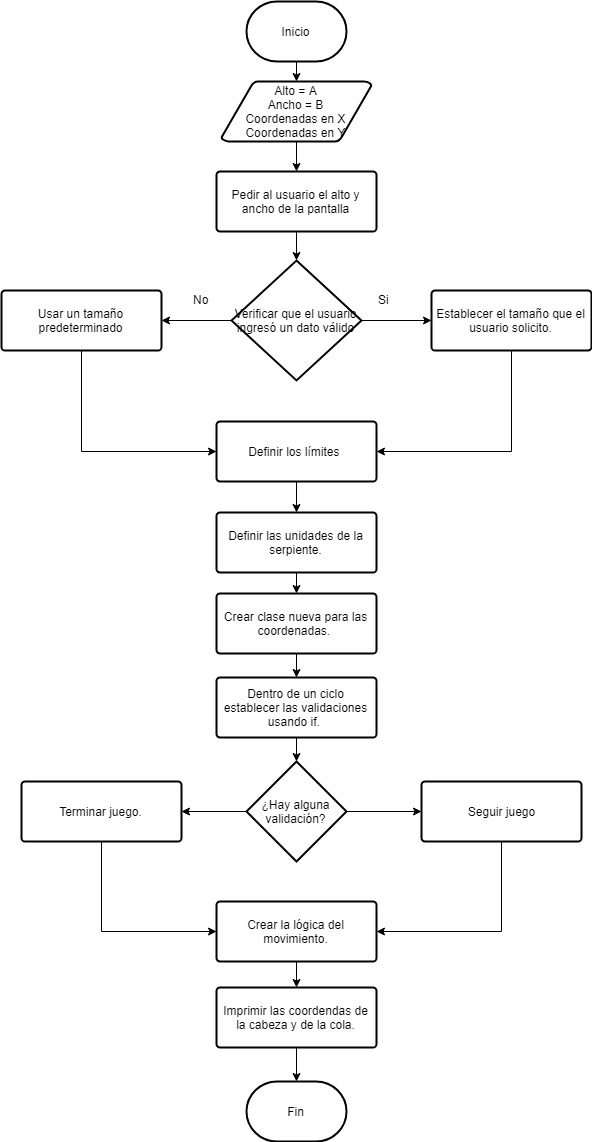 Inicio
Alto = A
Ancho = B
Coordenadas en X
Coordenadas en Y
Pedir al usuario el alto y
ancho de la pantalla
No
Si
Usar un tamaño
predeterminado
Verificar que el usuario
ingresó un dato válido
Establecer el tamaño que el
usuario solicito.
Definir los límites
Definir las unidades de la
serpiente.
Crear clase nueva para las
coordenadas.
Dentro de un ciclo
establecer las validaciones
usando if.
¿Hay alguna
validación?
Terminar juego.
Seguir juego
Crear la lógica del
movimiento.
Imprimir las coordendas de
la cabeza y de la cola.
Fin